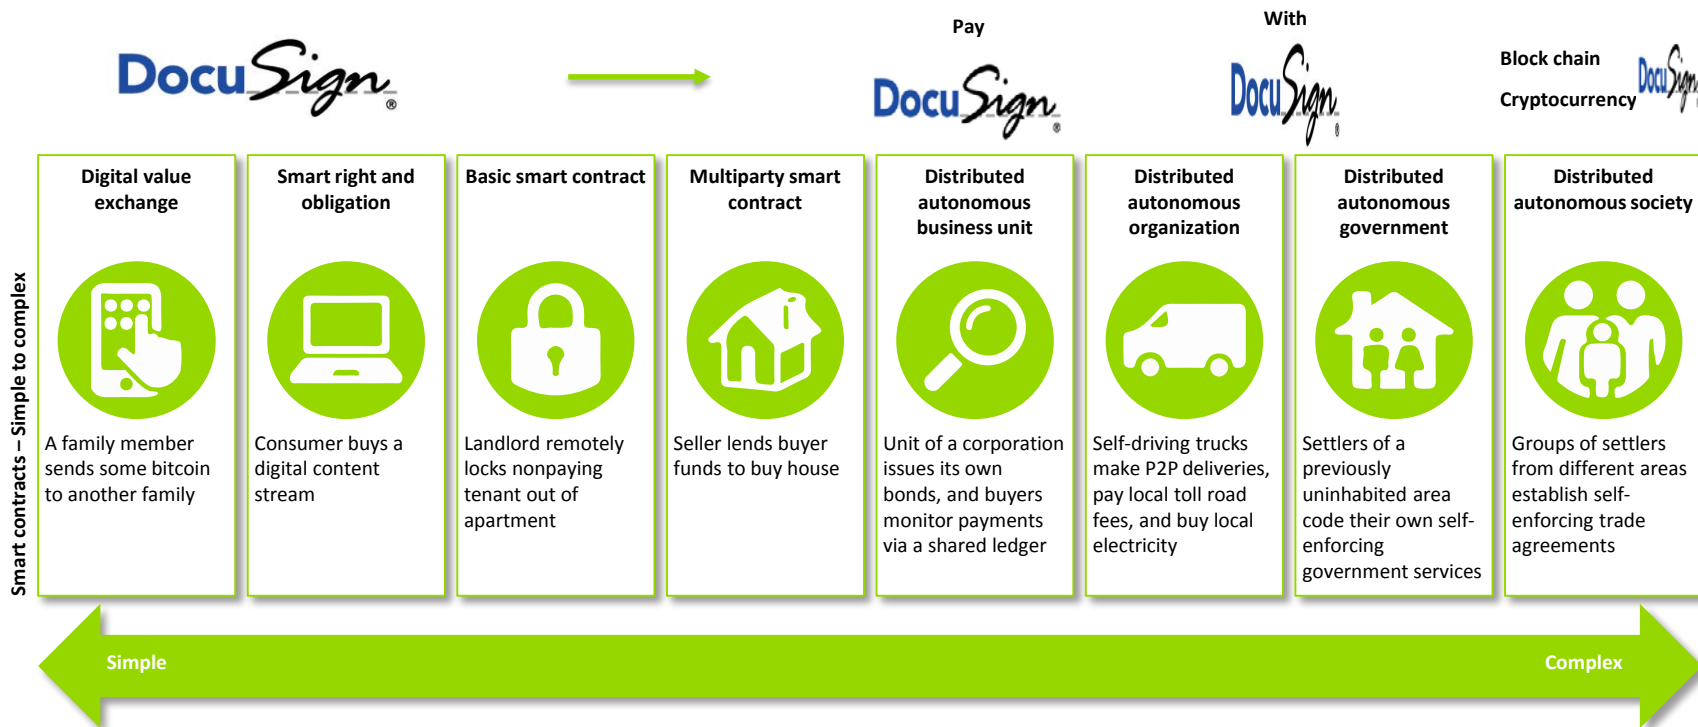 Pay
With
DocuSign®
DocuSign®
DocuSign®
Block chain
Cryptocurrency
DocuSign®
Smart contracts – Simple to complex
Digital value
exchange
A family member
sends some bitcoin
to another family
Smart right and
obligation
Consumer buys a
digital content
stream
Basic smart contract
Landlord remotely
locks nonpaying
tenant out of
apartment
Multiparty smart
contract
Seller lends buyer
funds to buy house
Distributed
autonomous
business unit
Unit of a corporation
issues its own
bonds, and buyers
monitor payments
via a shared ledger
Distributed
autonomous
organization
Self-driving trucks
make P2P deliveries,
pay local toll road
fees, and buy local
electricity
Distributed
autonomous
government
Settlers of a
previously
uninhabited area
code their own self-
enforcing
government services
Distributed
autonomous society
Groups of settlers
from different areas
establish self-
enforcing trade
agreements
Simple
Complex